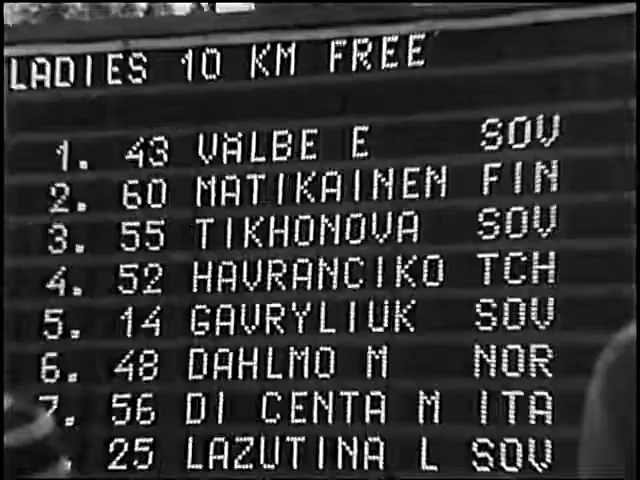 LADIES 10 KM FREE
1. 43 VÄLBE E SOV
2. 60 MATIKAINEN FIN
3. 55 TIKHONOVA SOV
4. 52 HAVRANCIKO TCH
5. 14 GAVRYLIUK SOV
6. 48 DAHLMO M NOR
7. 56 DI CENTA M ITA
25 LAZUTINA L SOV